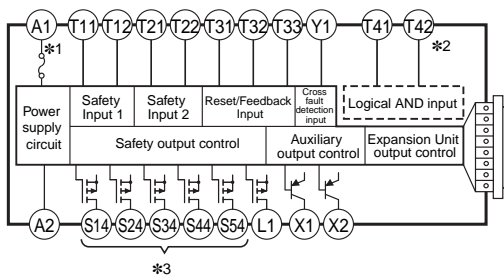 A1 T11 T12 T21 T22 T31 T32 T33 Y1 T41 T42
*1
*2
Power supply circuit
Safety Input 1
Safety Input 2
Reset/Feedback Input
Cross fault detection input
Logical AND input
Safety output control
Auxiliary output control
Expansion Unit output control
A2 S14 S24 S34 S44 S54 L1 X1 X2
*3